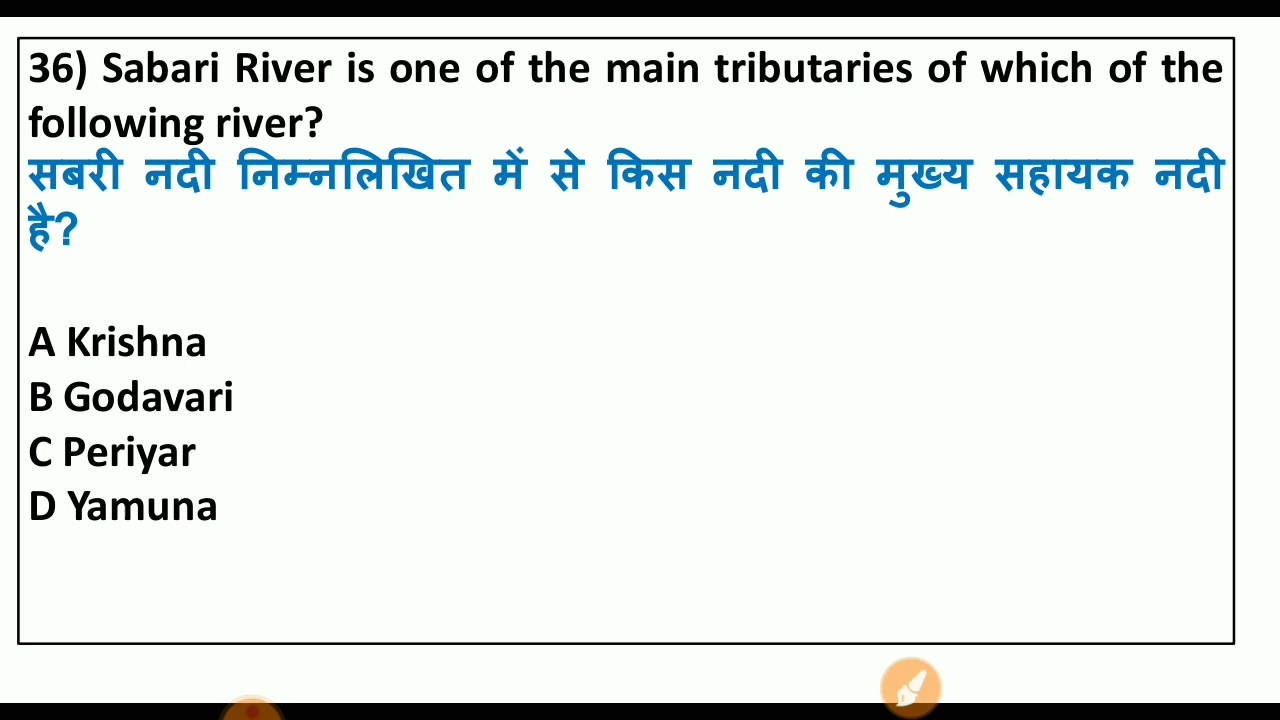 36) Sabari River is one of the main tributaries of which of the
following river?
सबरी नदी निम्नलिखित में से किस नदी की मुख्य सहायक नदी
है?
A Krishna
B Godavari
C Periyar
D Yamuna